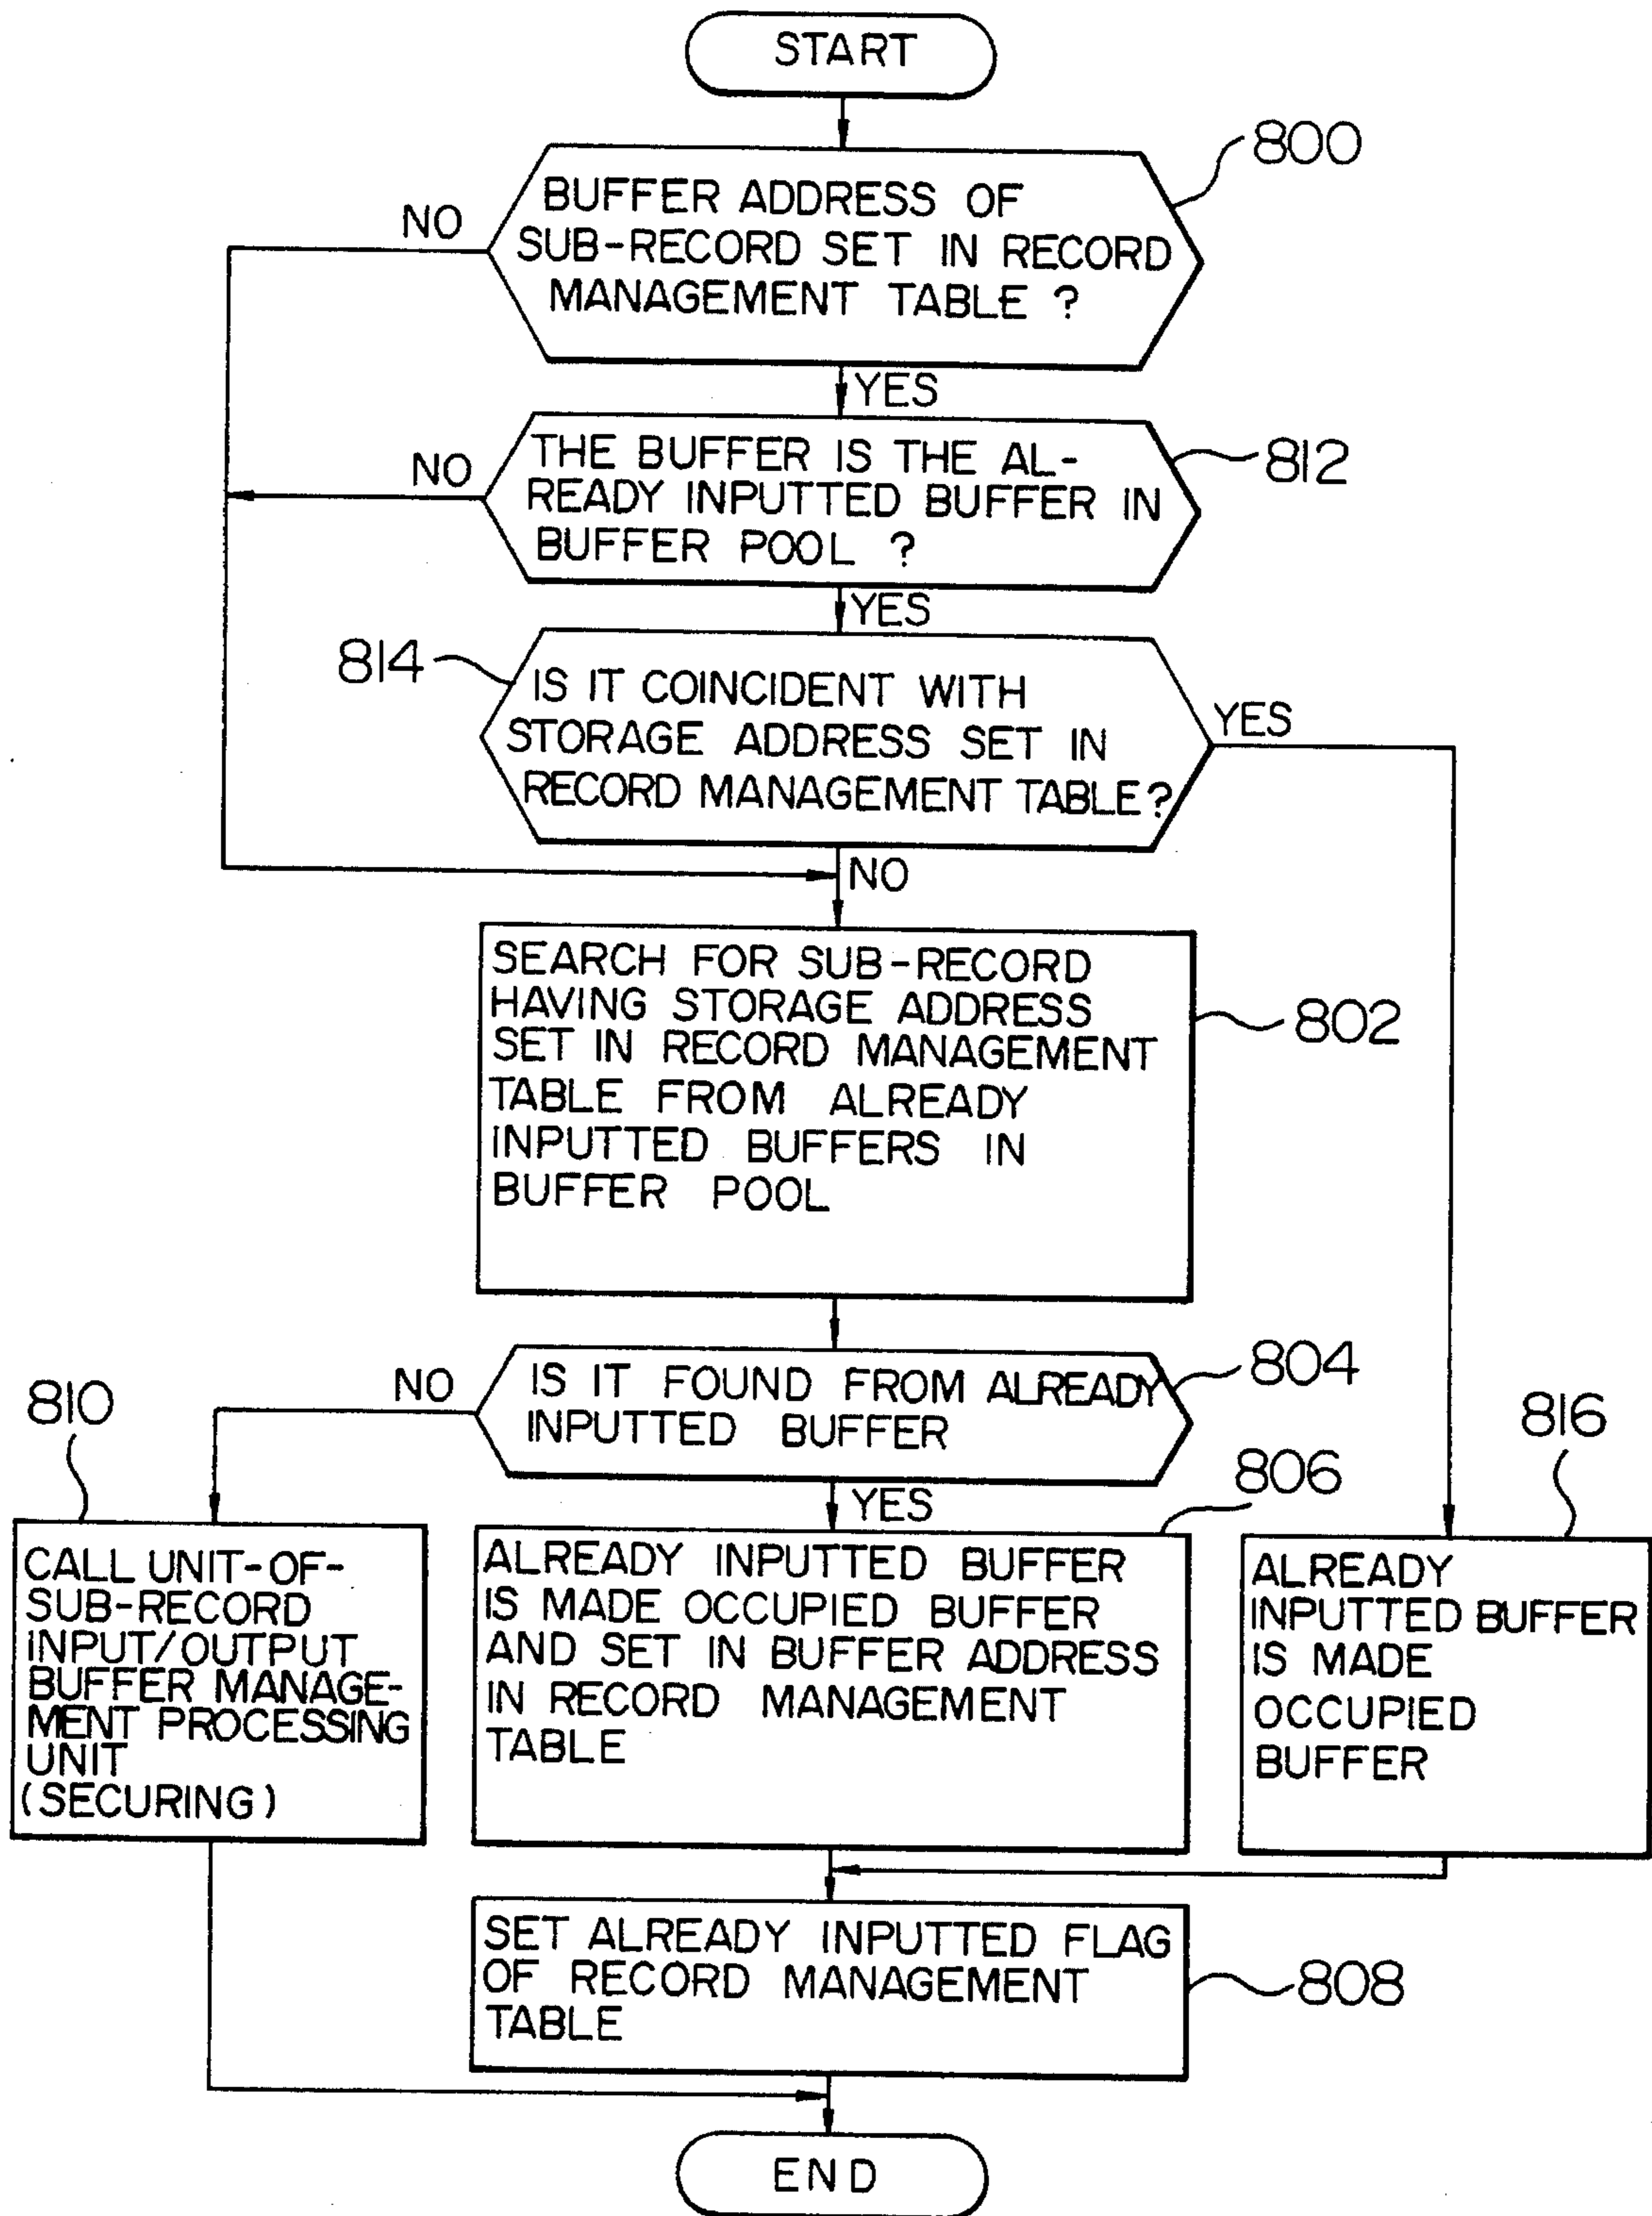 START
800
BUFFER ADDRESS OF
SUB-RECORD SET IN RECORD
MANAGEMENT TABLE ?
NO
YES
812
THE BUFFER IS THE AL-
READY INPUTTED BUFFER IN
BUFFER POOL ?
NO
YES
814
IS IT COINCIDENT WITH
STORAGE ADDRESS SET IN
RECORD MANAGEMENT TABLE?
YES
NO
SEARCH FOR SUB-RECORD
HAVING STORAGE ADDRESS
SET IN RECORD MANAGEMENT
TABLE FROM ALREADY
INPUTTED BUFFERS IN
BUFFER POOL
802
804
IS IT FOUND FROM ALREADY
INPUTTED BUFFER
NO
YES
810
CALL UNIT-OF-
SUB-RECORD
INPUT/OUTPUT
BUFFER MANAGE-
MENT PROCESSING
UNIT
(SECURING)
806
ALREADY INPUTTED BUFFER
IS MADE OCCUPIED BUFFER
AND SET IN BUFFER ADDRESS
IN RECORD MANAGEMENT
TABLE
816
ALREADY
INPUTTED BUFFER
IS MADE
OCCUPIED
BUFFER
SET ALREADY INPUTTED FLAG
OF RECORD MANAGEMENT
TABLE
808
END